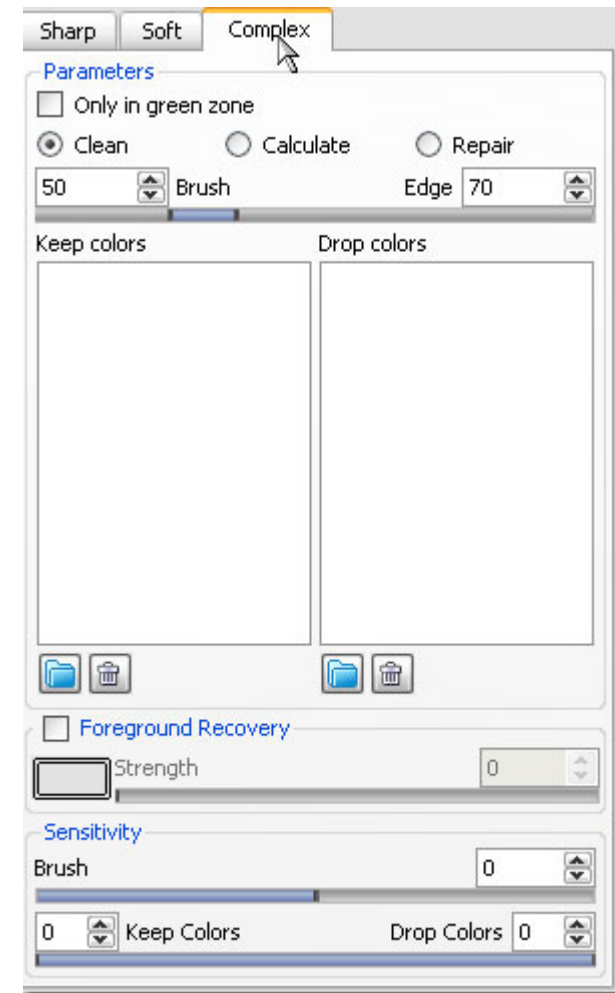 Sharp Soft Complex
Parameters
Only in green zone
Clean Calculate Repair
50 Brush Edge 70
Keep colors Drop colors
Foreground Recovery
Strength 0
Sensitivity
Brush 0
0 Keep Colors Drop Colors 0